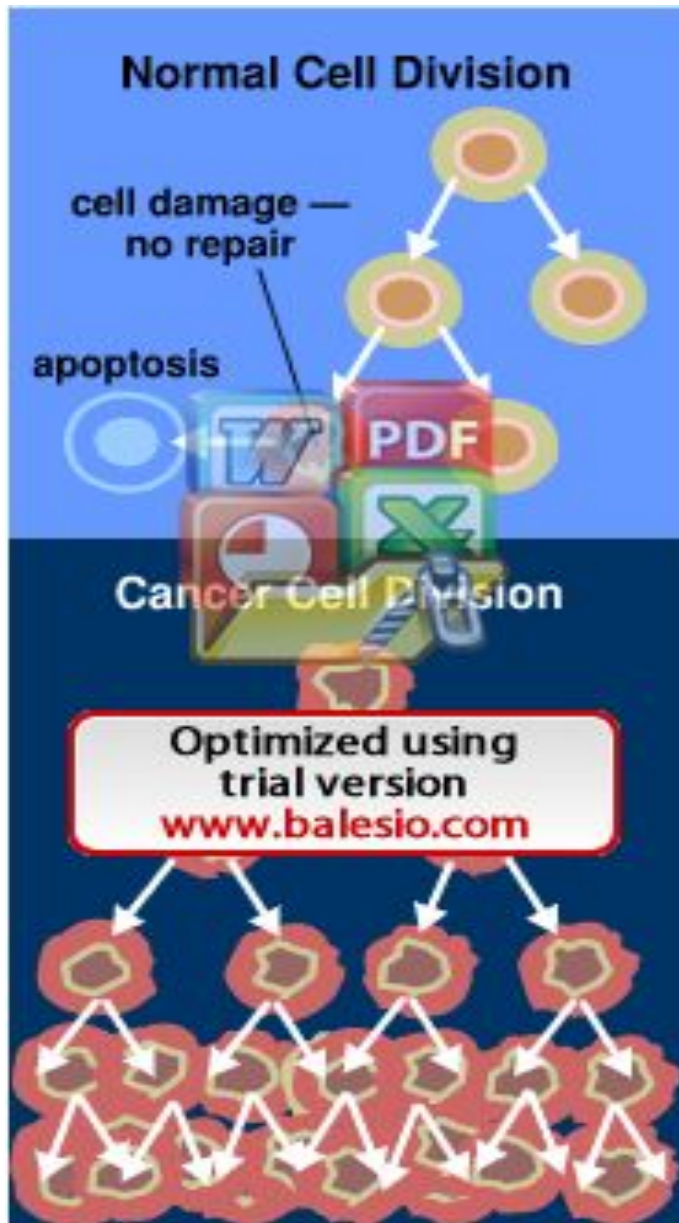 Normal Cell Division
cell damage —
no repair
apoptosis
W
PDF
X
Cancer Cell Division
Optimized using
trial version
www.balesio.com